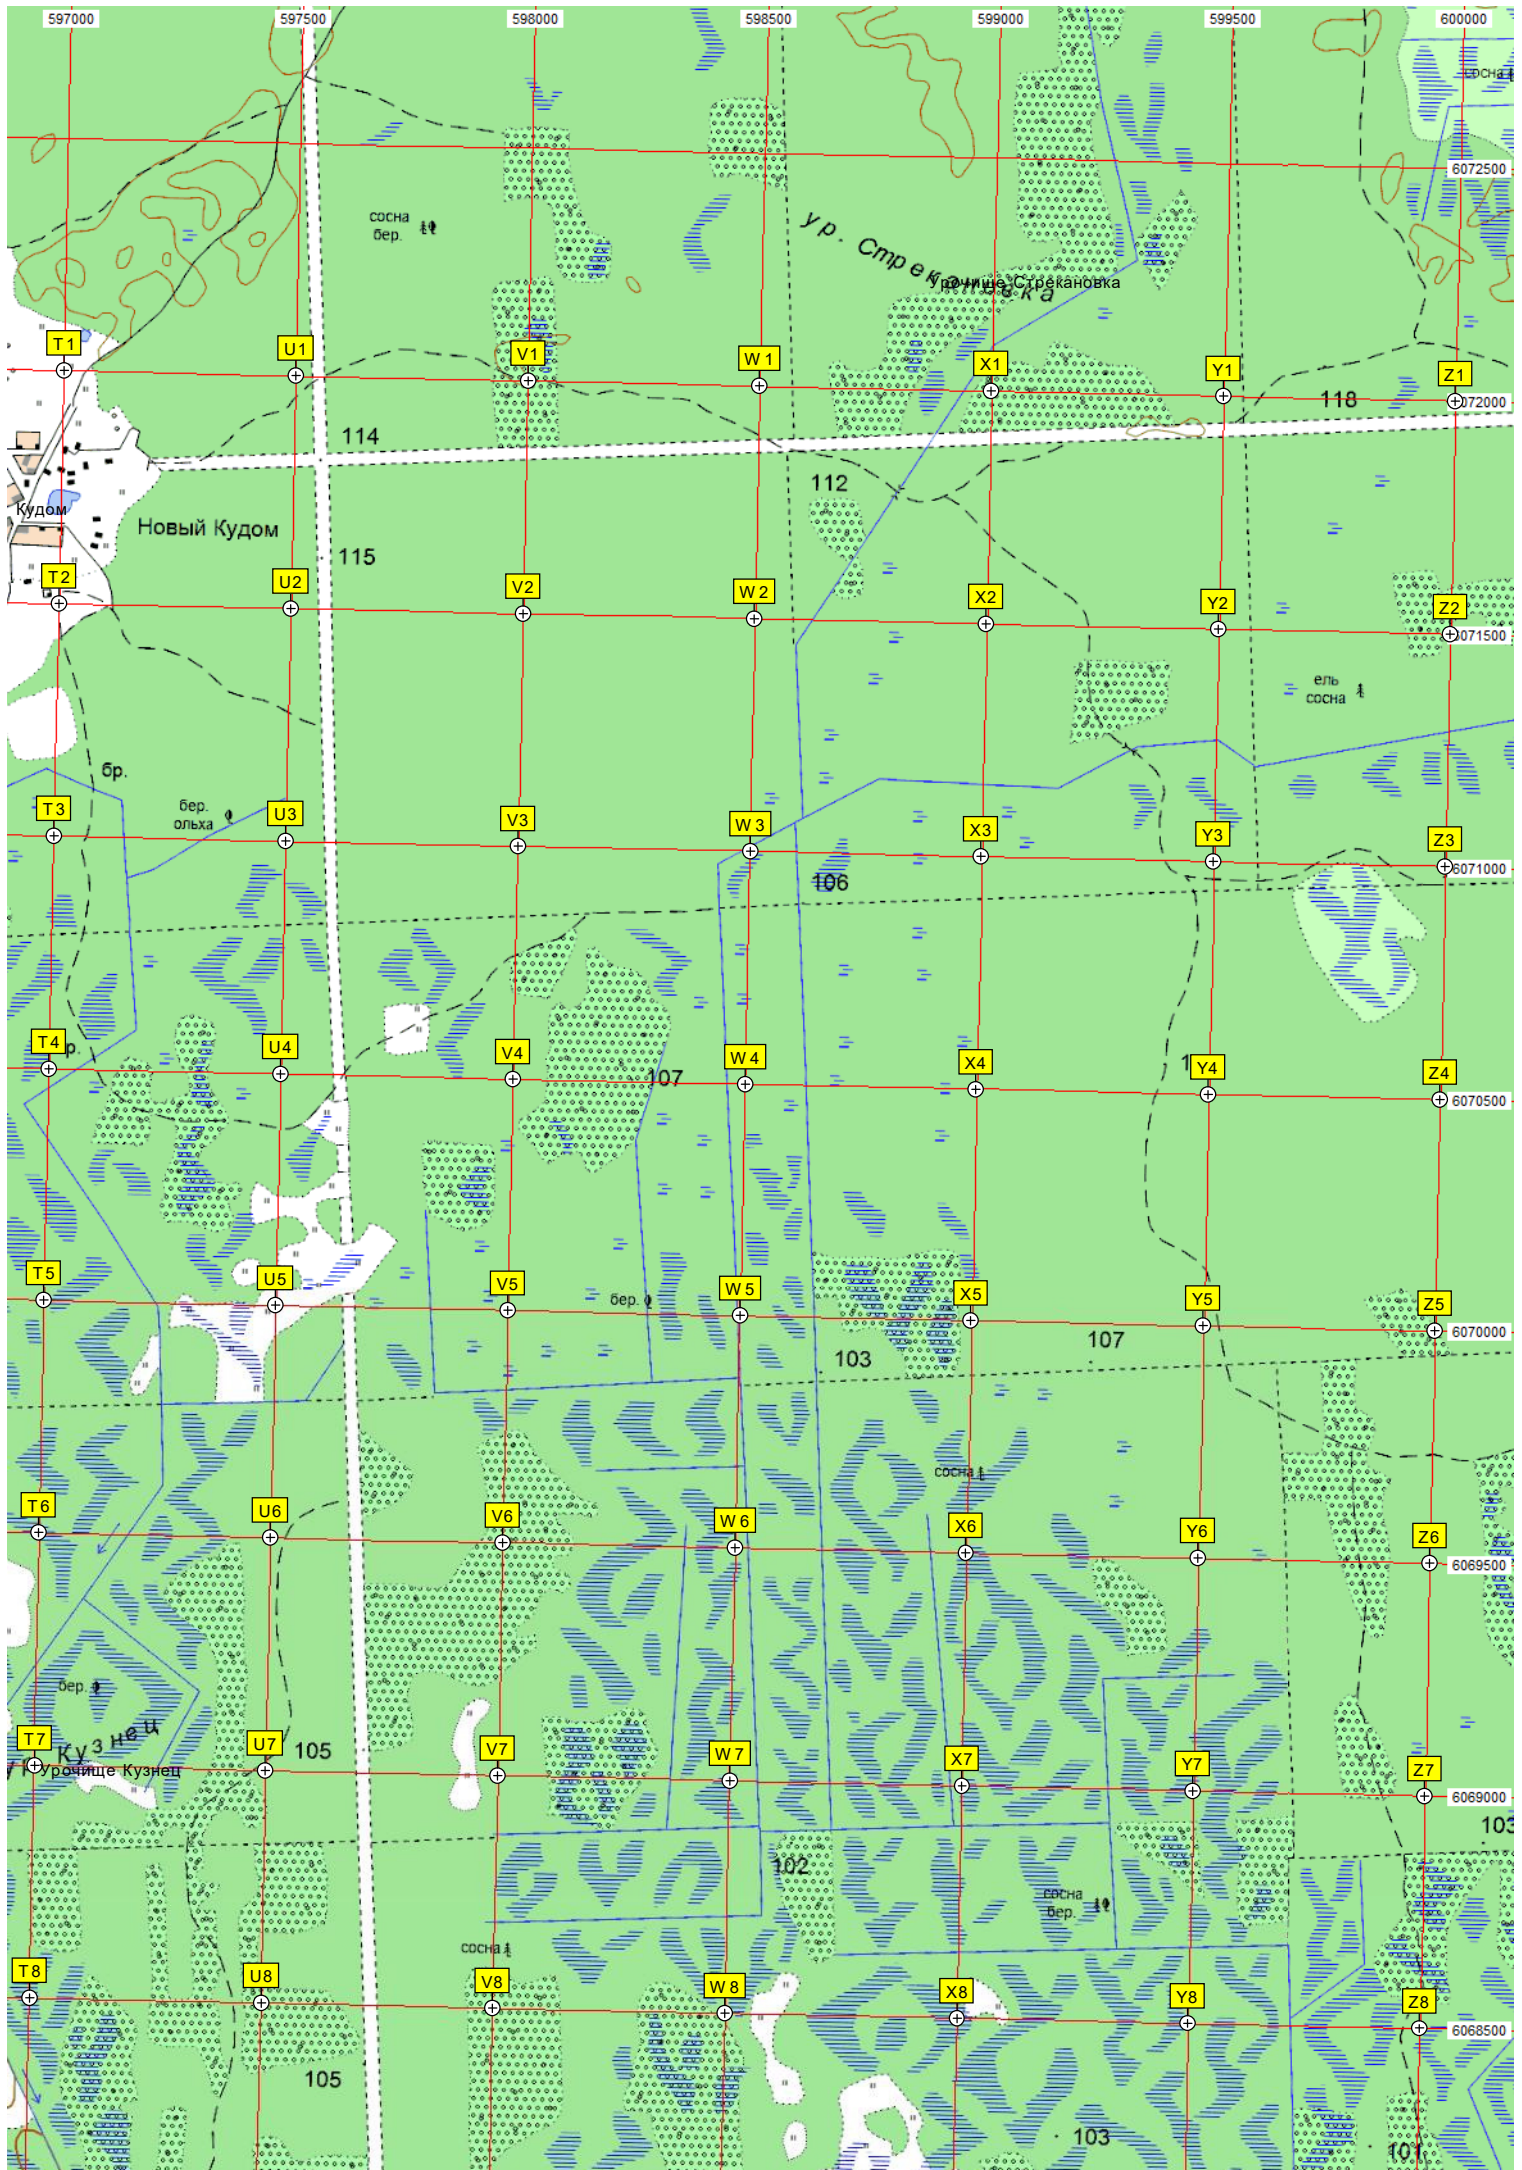 597000 597500 598000 598500 599000 599500 600000
сосна
6072500
сосна
бер.
ур. Стрекановка
Урочище Стрекановка
T1 U1 V1 W1 X1 Y1 Z1
118
6072000
114
112
Кудом
Новый Кудом
115
T2 U2 V2 W2 X2 Y2 Z2
6071500
ель
сосна
бр.
бер.
ольха
T3 U3 V3 W3 X3 Y3 Z3
6071000
106
T4 U4 V4 W4 X4 Y4 Z4
р.
107
6070500
T5 U5 V5 W5 X5 Y5 Z5
бер.
6070000
103
107
сосна
T6 U6 V6 W6 X6 Y6 Z6
6069500
бер.
Кузнец
T7 U7 V7 W7 X7 Y7 Z7
105
Урочище Кузнец
6069000
103
102
сосна
бер.
сосна
T8 U8 V8 W8 X8 Y8 Z8
6068500
105
103
101